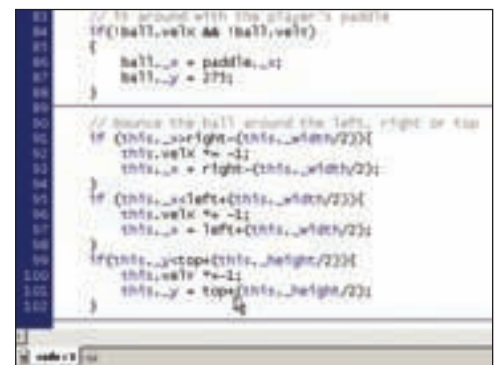 83 // it around with the player's paddle
84 if(!ball.velX && !ball.velY)
85 {
86 ball._x = paddle._x;
87 ball._y = 275;
88 }
89
90 // bounce the ball around the left, right or top
91 if (this._x>right-(this._width/2)){
92 this.velX *= -1;
93 this._x = right-(this._width/2);
94 }
95 if (this._x<left+(this._width/2)){
96 this.velX *= -1;
97 this._x = left+(this._width/2);
98 }
99 if(this._y<top+(this._height/2)){
100 this.velY *=-1;
101 this._y = top+(this._height/2);
102 }